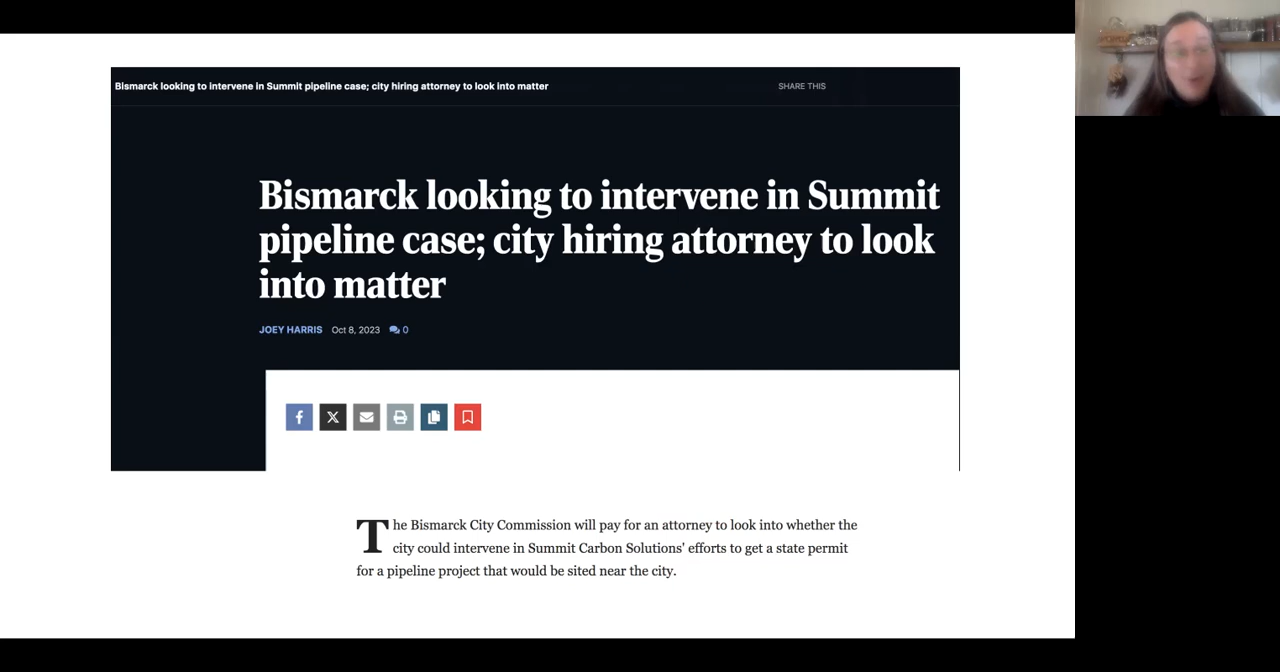 Bismarck looking to intervene in Summit pipeline case; city hiring attorney to look into matter
SHARE THIS
Bismarck looking to intervene in Summit
pipeline case; city hiring attorney to look
into matter
JOEY HARRIS Oct 8, 2023 0
The Bismarck City Commission will pay for an attorney to look into whether the
city could intervene in Summit Carbon Solutions' efforts to get a state permit
for a pipeline project that would be sited near the city.